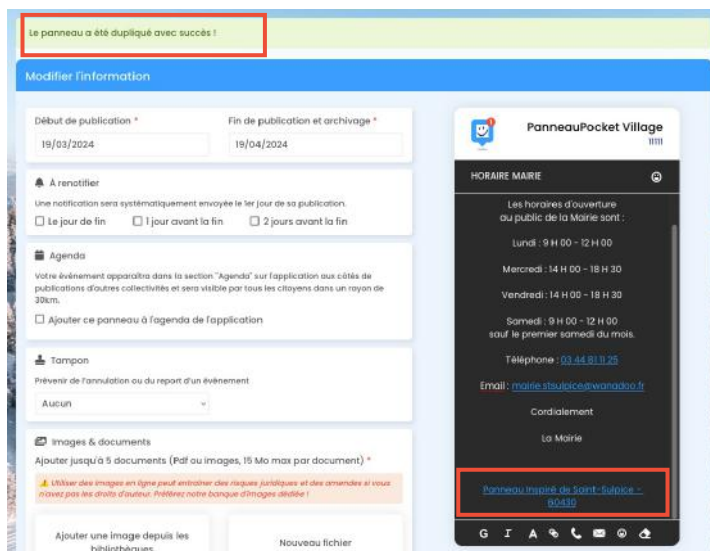 Le panneau a été dupliqué avec succès !
Modifier l'information
Début de publication *
Fin de publication et archivage *
19/03/2024
19/04/2024
À renotifier
Une notification sera systématiquement envoyée le 1er jour de sa publication.
Le jour de fin
1 jour avant la fin
2 jours avant la fin
Agenda
Votre événement apparaîtra dans la section "Agenda" sur l'application aux côtés de
publications d'autres collectivités et sera visible par tous les citoyens dans un rayon de
30km.
Ajouter ce panneau à l'agenda de l'application
Tampon
Prévenir de l'annulation ou du report d'un évènement
Aucun
Images & documents
Ajouter jusqu'à 5 documents (Pdf ou images, 15 Mo max par document) *
Utiliser des images en ligne peut entraîner des risques juridiques et des amendes si vous
n'avez pas les droits d'auteur. Préférez notre banque d'images dédiée !
Ajouter une image depuis les
bibliothèques
Nouveau fichier
PanneauPocket Village
11111
HORAIRE MAIRIE
Les horaires d'ouverture
au public de la Mairie sont :
Lundi : 9 H 00 - 12 H 00
Mercredi : 14 H 00 - 18 H 30
Vendredi : 14 H 00 - 18 H 30
Samedi : 9 H 00 - 12 H 00
sauf le premier samedi du mois.
Téléphone : 03 44 81 11 25
Email : mairie.stsulpice@wanadoo.fr
Cordialement
La Mairie
Panneau inspiré de Saint-Sulpice -
60430
G I A